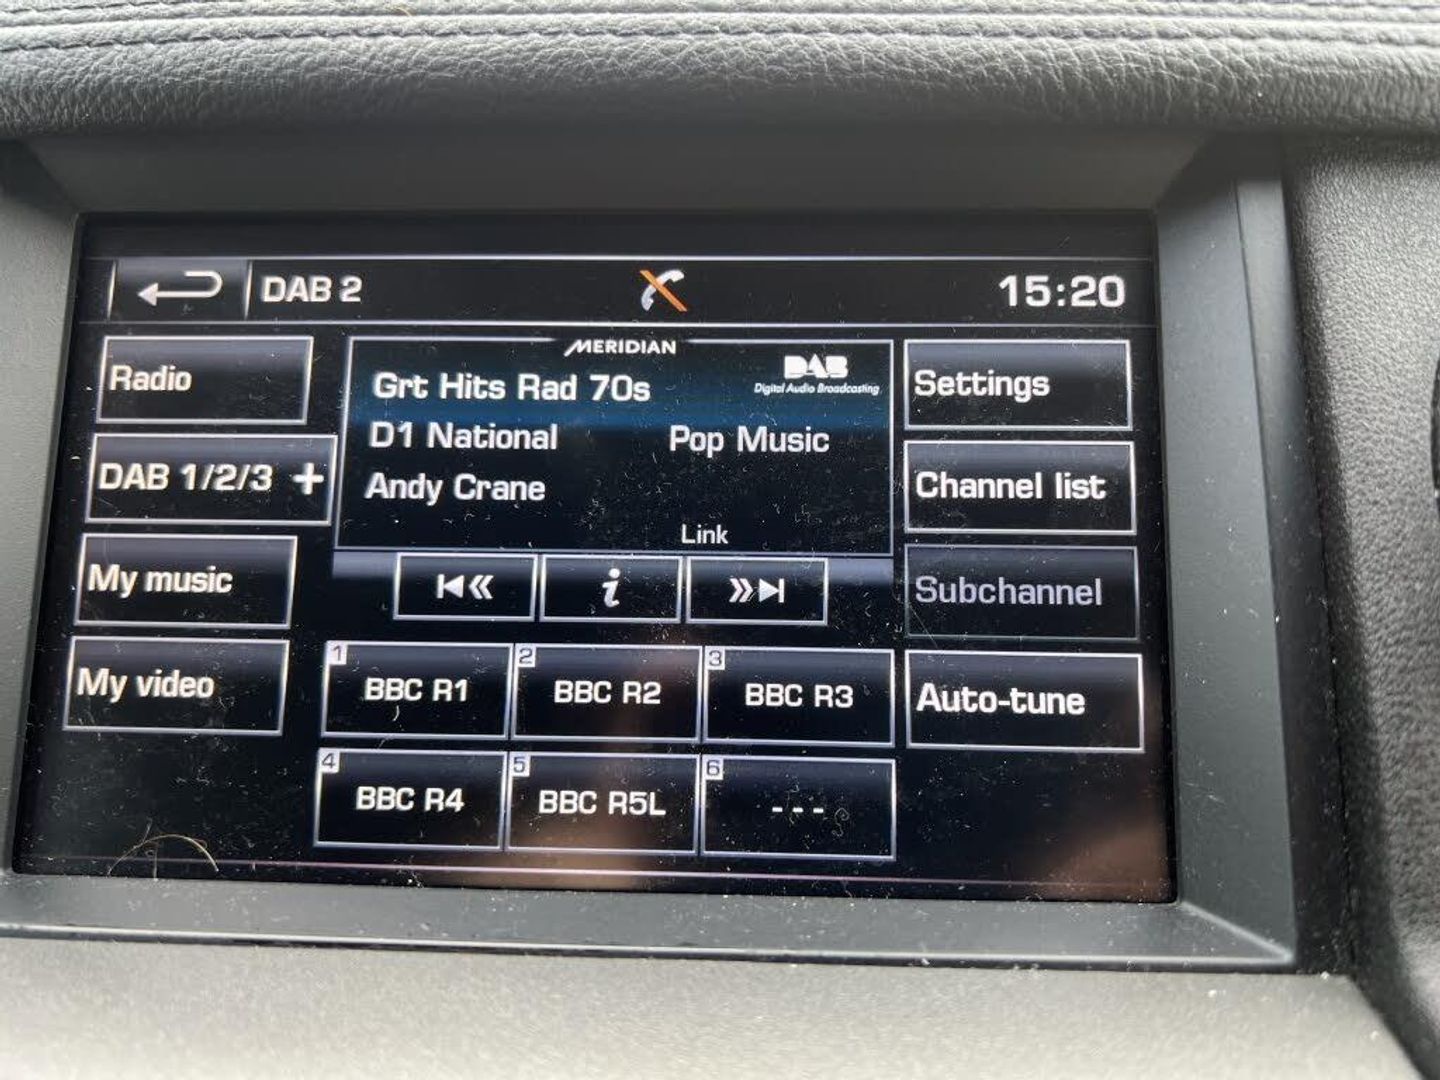 DAB 2
15:20
Radio
DAB 1/2/3 +
My music
My video
MERIDIAN
DAB
Digital Audio Broadcasting
Grt Hits Rad 70s
D1 National Pop Music
Andy Crane
Link
i
1 BBC R1
2 BBC R2
3 BBC R3
4 BBC R4
5 BBC R5L
6 ---
Settings
Channel list
Subchannel
Auto-tune